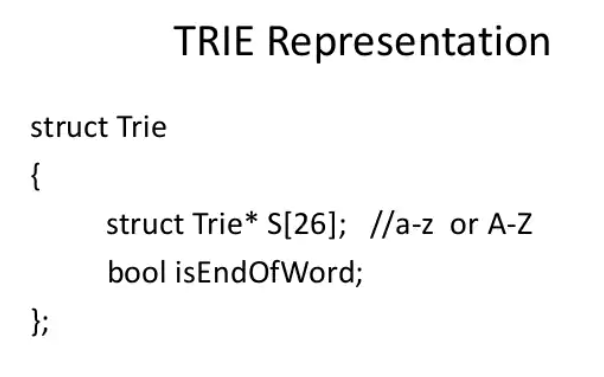 TRIE Representation
struct Trie
{
struct Trie* S[26]; //a-z or A-Z
bool isEndOfWord;
};